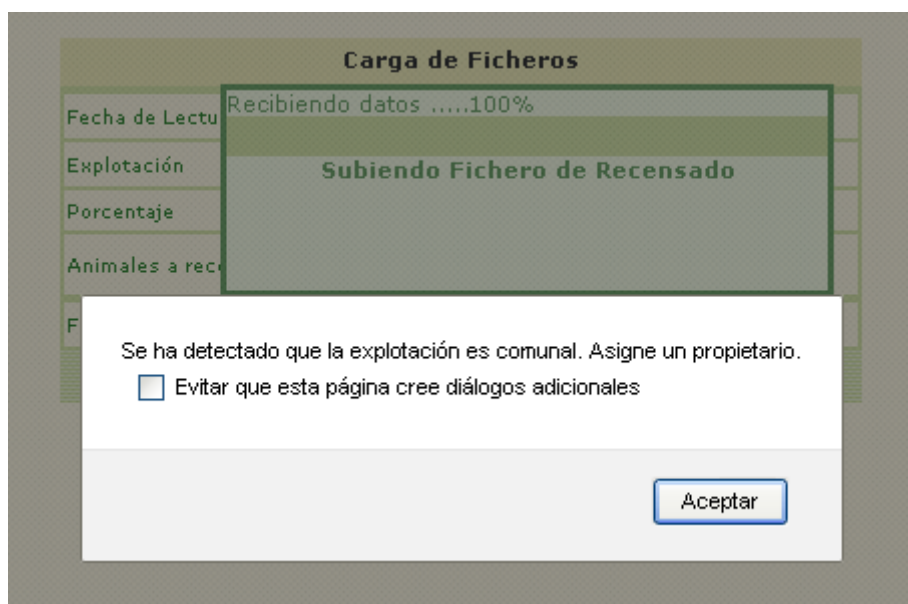 Carga de Ficheros
Recibiendo datos .....100%
Fecha de Lectu
Explotación
Subiendo Fichero de Recensado
Porcentaje
Animales a rec
F
Se ha detectado que la explotación es comunal. Asigne un propietario.
Evitar que esta página cree diálogos adicionales
Aceptar